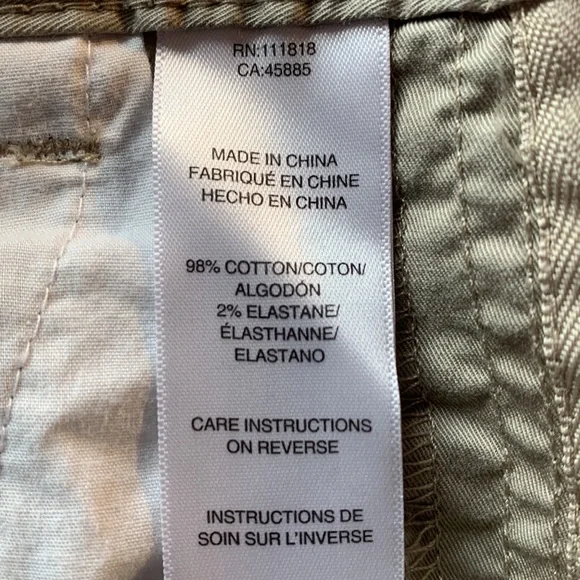 RN:111818
CA:45885
MADE IN CHINA
FABRIQUÉ EN CHINE
HECHO EN CHINA
98% COTTON/COTON/
ALGODÓN
2% ELASTANE/
ÉLASTHANNE/
ELASTANO
CARE INSTRUCTIONS
ON REVERSE
INSTRUCTIONS DE
SOIN SUR L'INVERSE